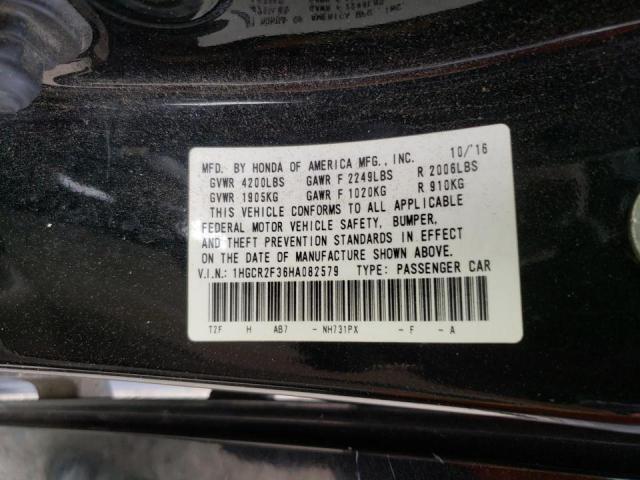 MFD. BY HONDA OF AMERICA MFG., INC. 10/'16
GVWR 4200LBS GAWR F 2249LBS R 2006LBS
GVWR 1905KG GAWR F 1020KG R 910KG
THIS VEHICLE CONFORMS TO ALL APPLICABLE
FEDERAL MOTOR VEHICLE SAFETY, BUMPER,
AND THEFT PREVENTION STANDARDS IN EFFECT
ON THE DATE OF MANUFACTURE SHOWN ABOVE.
V.I.N.: 1HGCR2F36HA082579 TYPE: PASSENGER CAR
T2F H AB7 - NH731PX - F - A